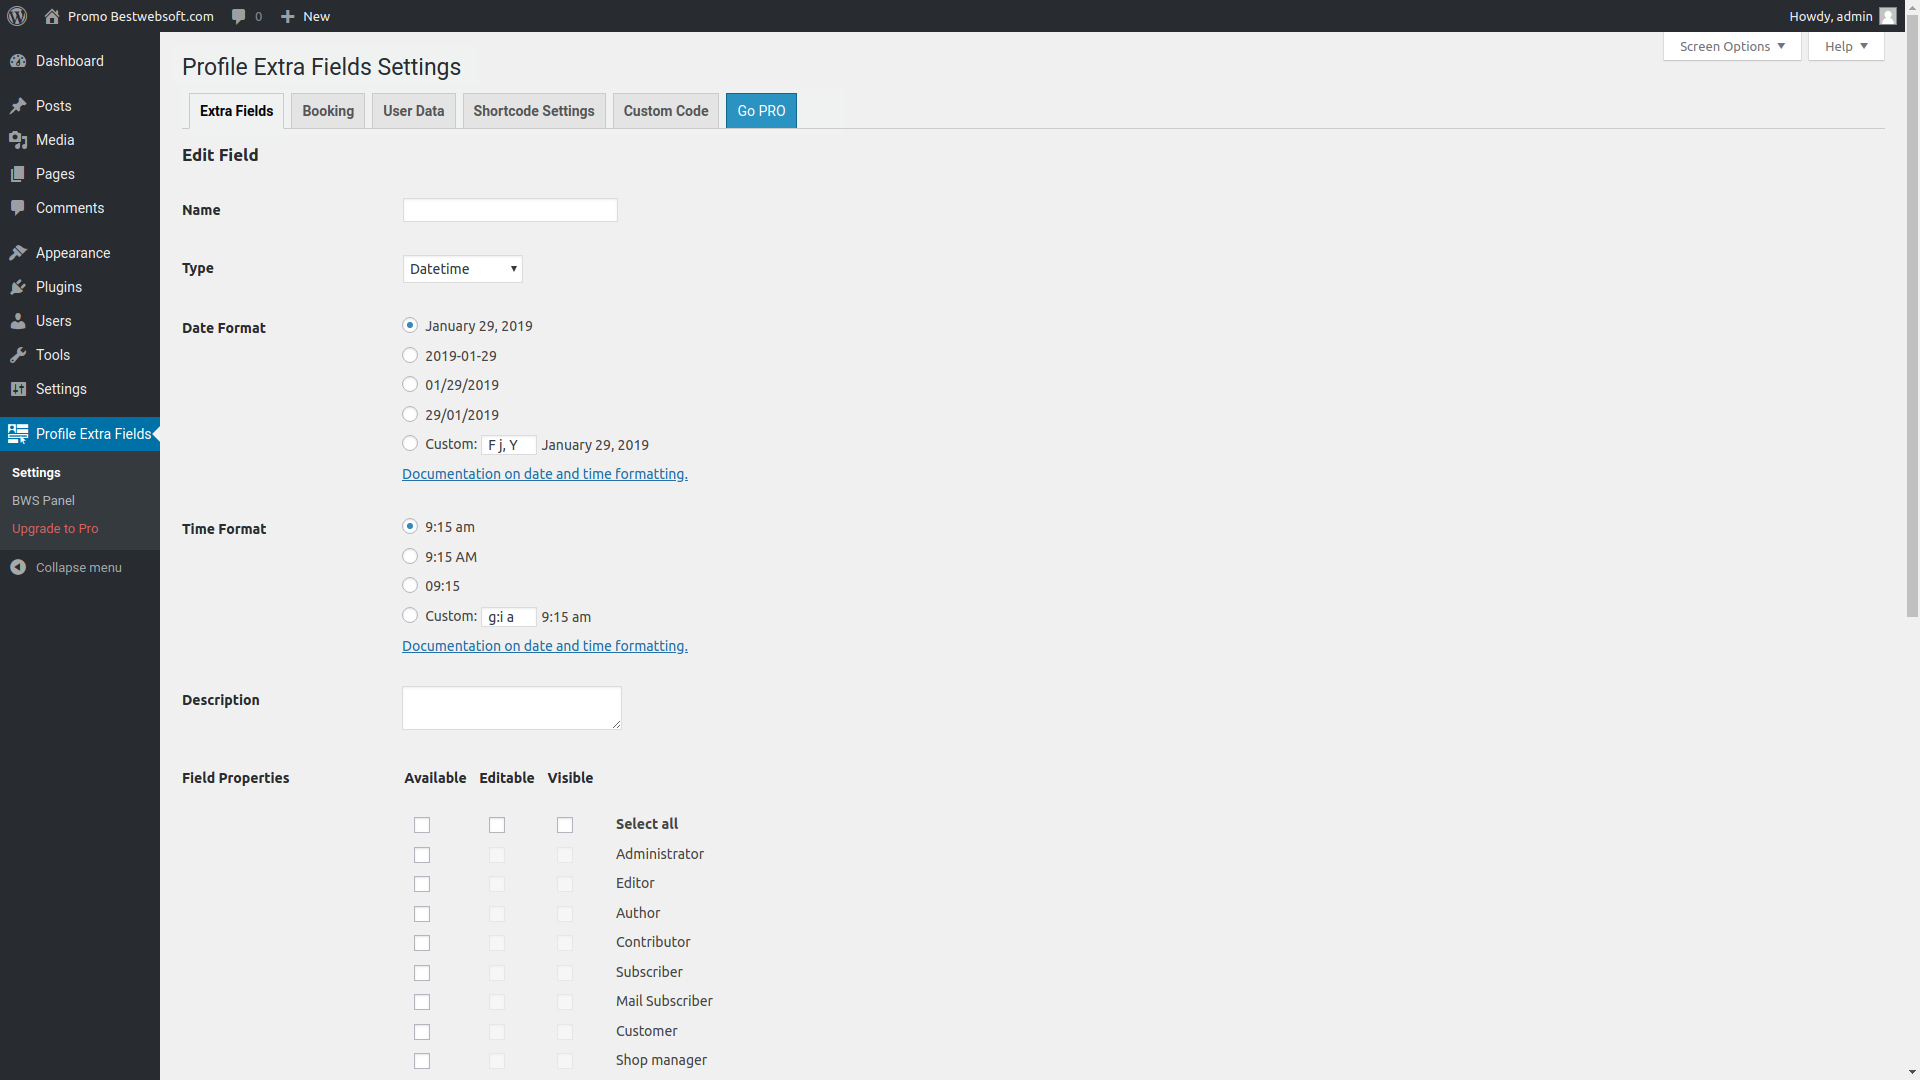 Promo Bestwebsoft.com 0 New Howdy, admin
Screen Options Help
Dashboard
Posts
Media
Pages
Comments
Appearance
Plugins
Users
Tools
Settings
Profile Extra Fields
Settings
BWS Panel
Upgrade to Pro
Collapse menu
Profile Extra Fields Settings
Extra Fields Booking User Data Shortcode Settings Custom Code Go PRO
Edit Field
Name
Type Datetime
Date Format January 29, 2019
2019-01-29
01/29/2019
29/01/2019
Custom: F j, Y January 29, 2019
Documentation on date and time formatting.
Time Format 9:15 am
9:15 AM
09:15
Custom: g:i a 9:15 am
Documentation on date and time formatting.
Description
Field Properties Available Editable Visible
Select all
Administrator
Editor
Author
Contributor
Subscriber
Mail Subscriber
Customer
Shop manager